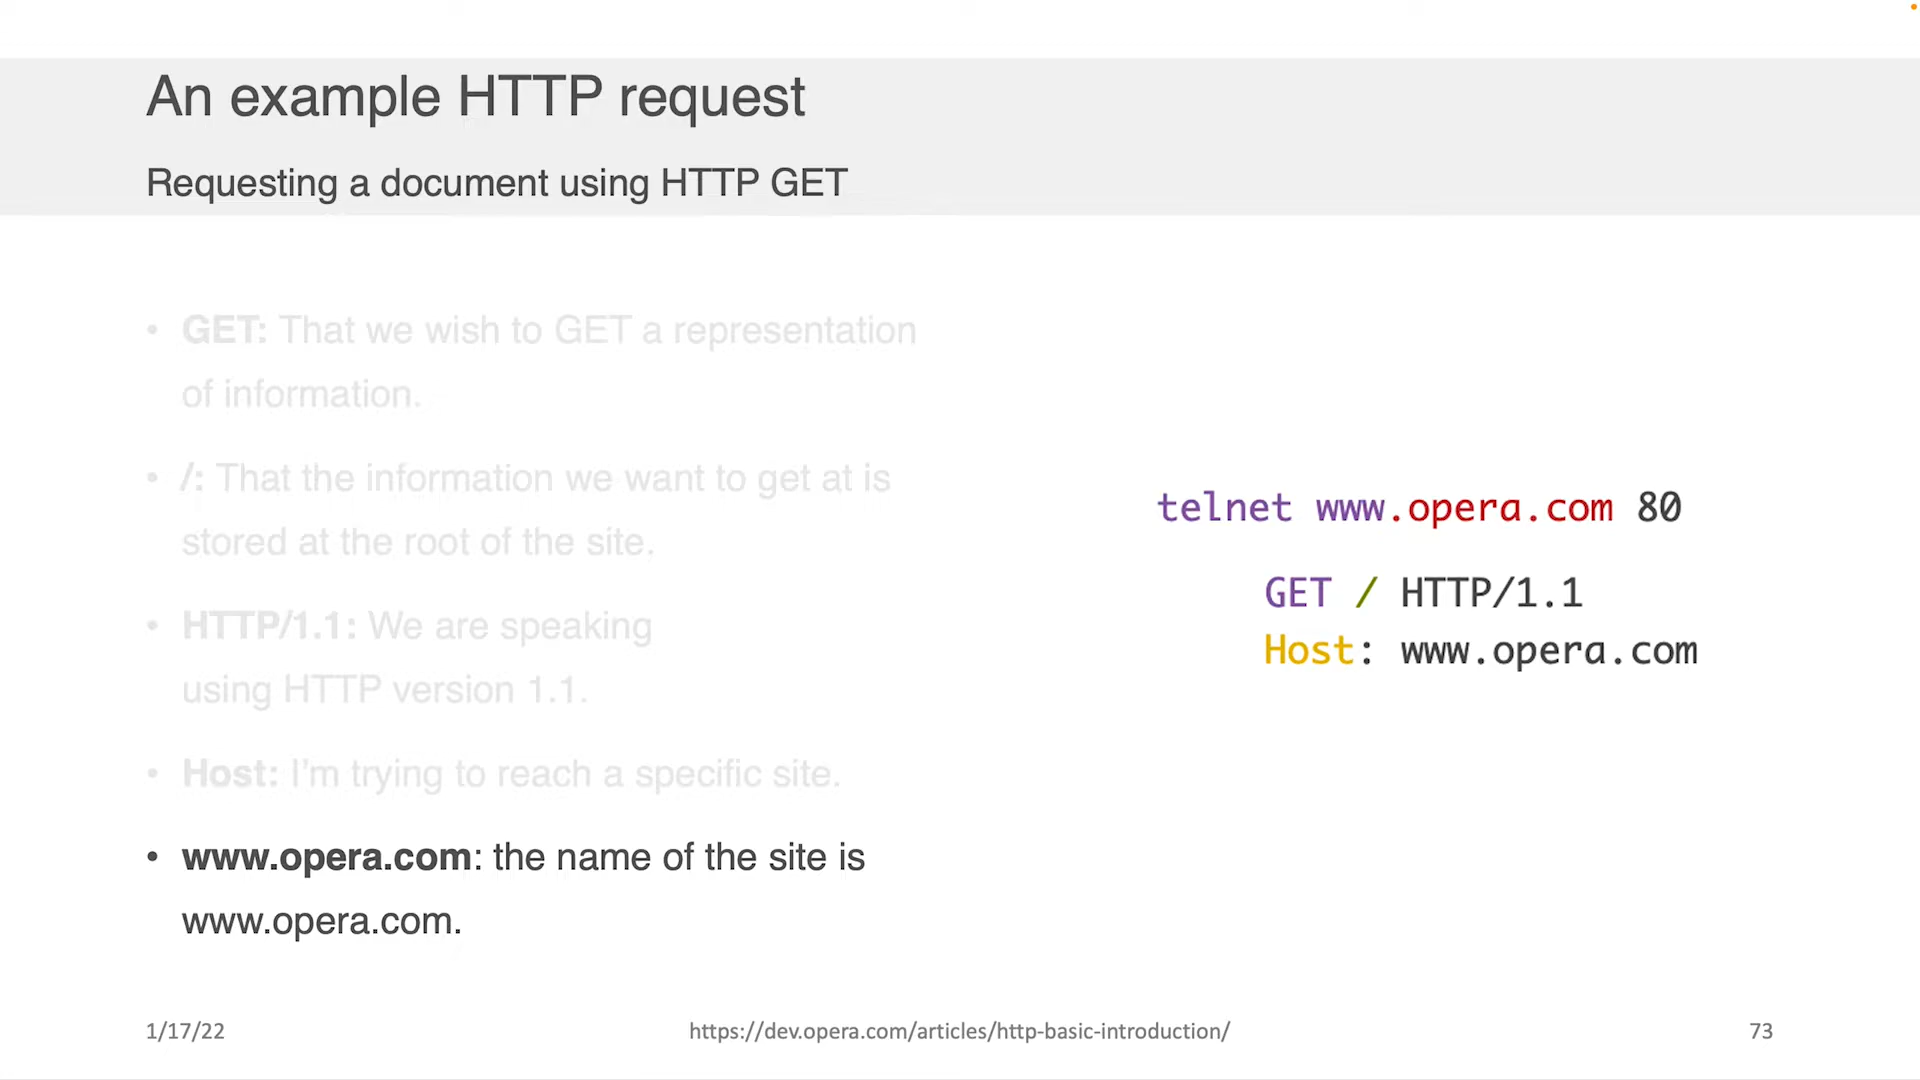 An example HTTP request
Requesting a document using HTTP GET
• GET: That we wish to GET a representation
of information.
• /: That the information we want to get at is
stored at the root of the site.
• HTTP/1.1: We are speaking
using HTTP version 1.1.
• Host: I'm trying to reach a specific site.
• www.opera.com: the name of the site is
www.opera.com.
telnet www.opera.com 80
GET / HTTP/1.1
Host: www.opera.com
1/17/22
https://dev.opera.com/articles/http-basic-introduction/
73